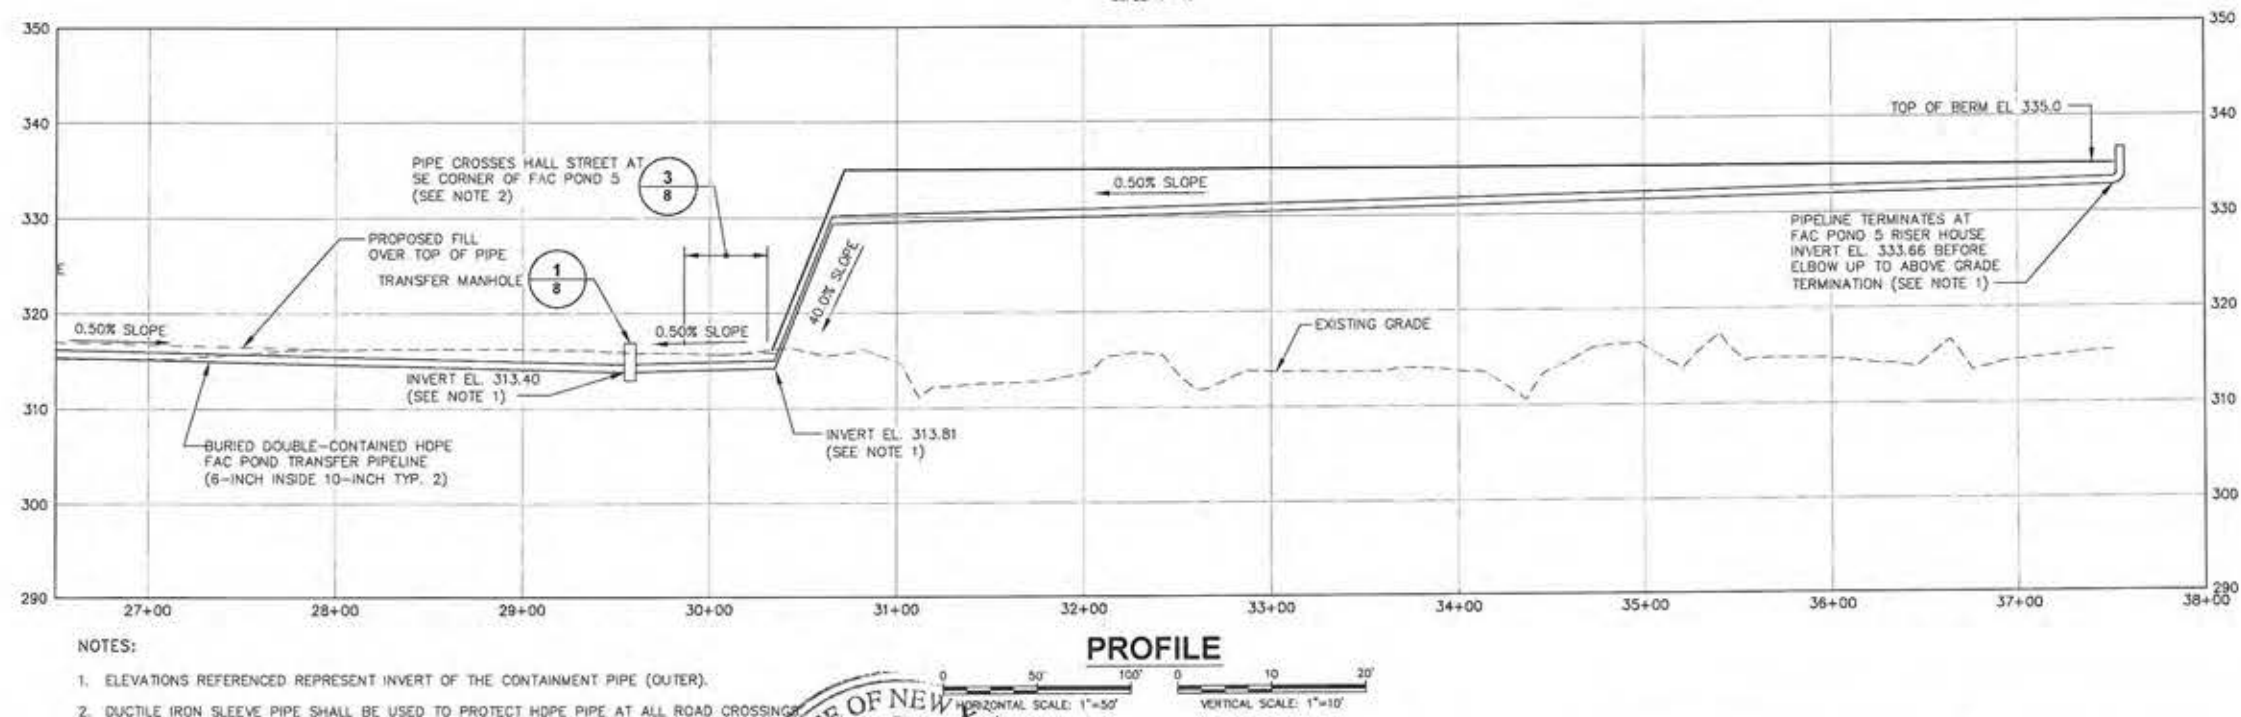 350
350
340
340
330
330
320
320
310
310
300
300
290
290
TOP OF BERM EL 335.0
PIPE CROSSES HALL STREET AT
SE CORNER OF FAC POND 5
(SEE NOTE 2)
3
8
0.50% SLOPE
PROPOSED FILL
OVER TOP OF PIPE
TRANSFER MANHOLE
1
8
40.0% SLOPE
PIPELINE TERMINATES AT
FAC POND 5 RISER HOUSE
INVERT EL. 333.66 BEFORE
ELBOW UP TO ABOVE GRADE
TERMINATION (SEE NOTE 1)
E
0.50% SLOPE
0.50% SLOPE
EXISTING GRADE
INVERT EL. 313.40
(SEE NOTE 1)
INVERT EL. 313.81
(SEE NOTE 1)
BURIED DOUBLE-CONTAINED HDPE
FAC POND TRANSFER PIPELINE
(6-INCH INSIDE 10-INCH TYP. 2)
27+00 28+00 29+00 30+00 31+00 32+00 33+00 34+00 35+00 36+00 37+00 38+00
NOTES:
PROFILE
1. ELEVATIONS REFERENCED REPRESENT INVERT OF THE CONTAINMENT PIPE (OUTER).
0 50' 100'
HORIZONTAL SCALE: 1"=50'
0 10 20'
VERTICAL SCALE: 1"=10'
2. DUCTILE IRON SLEEVE PIPE SHALL BE USED TO PROTECT HDPE PIPE AT ALL ROAD CROSSINGS
OF NEW